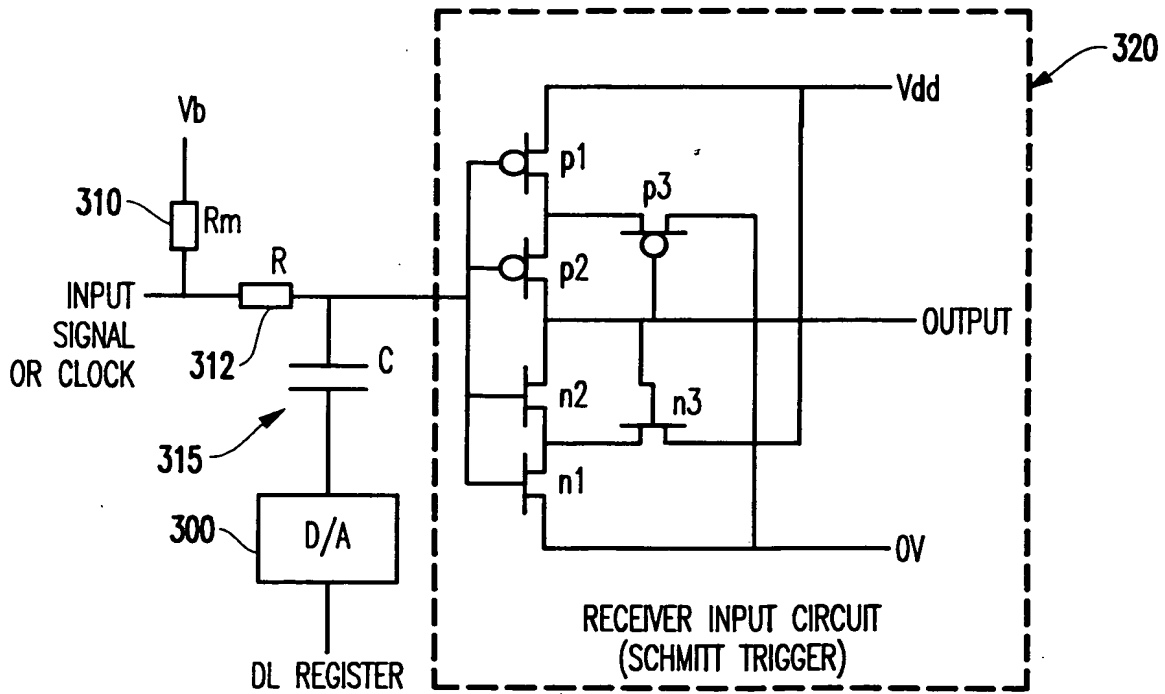 320
Vdd
Vb
p1
p3
310
Rm
R
p2
INPUT
SIGNAL
OR CLOCK
OUTPUT
312
C
n2
n3
315
n1
300
D/A
0V
RECEIVER INPUT CIRCUIT
(SCHMITT TRIGGER)
DL REGISTER